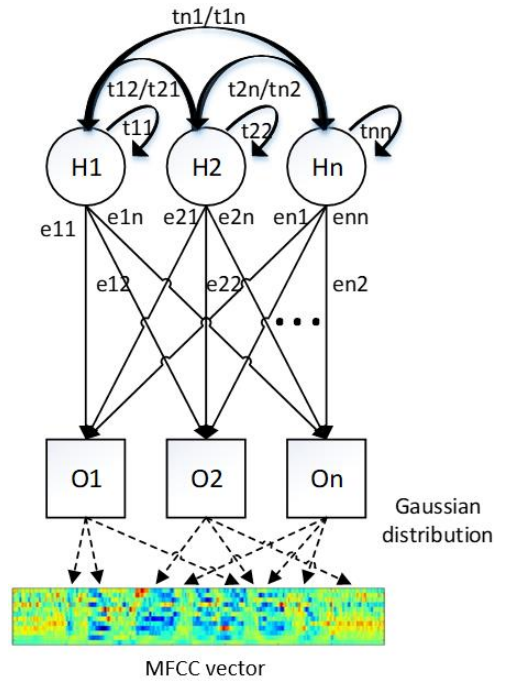 tn1/t1n
t12/t21
t2n/tn2
t11
t22
tnn
H1
H2
Hn
e11
e1n
e21
e2n
en1
enn
e12
e22
en2
...
O1
O2
On
Gaussian
distribution
MFCC vector